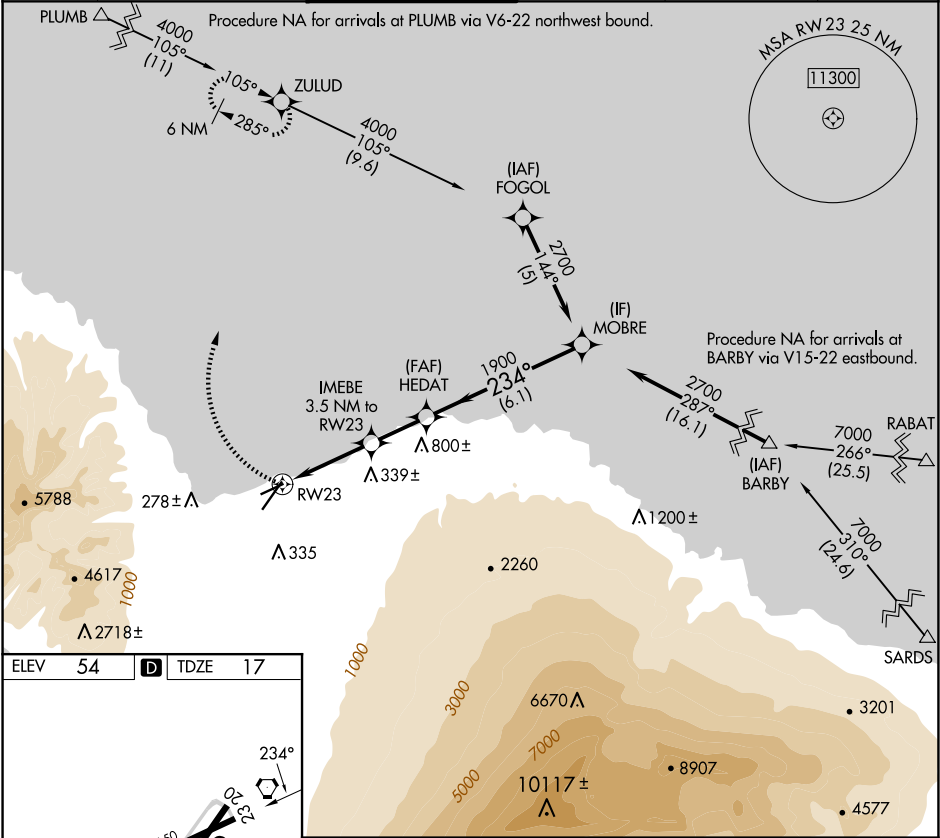 PLUMB
Procedure NA for arrivals at PLUMB via V6-22 northwest bound.
4000
105°
(11)
MSA RW23 25 NM
11300
105°
ZULUD
6 NM
285°
4000
105°
(9.6)
(IAF)
FOGOL
2700
144°
(5)
(IF)
MOBRE
Procedure NA for arrivals at
BARBY via V15-22 eastbound.
1900
234°
(6.1)
(FAF)
HEDAT
IMEBE
3.5 NM to
RW23
2700
287°
(16.1)
RABAT
7000
266°
(25.5)
(IAF)
BARBY
800±
339±
RW23
278±
5788
1200±
7000
310°
(24.6)
335
2260
4617
1000
2718±
SARDS
ELEV 54
D
TDZE 17
1000
3000
6670
3201
7000
234°
8907
5000
10117±
4577
23
20
50